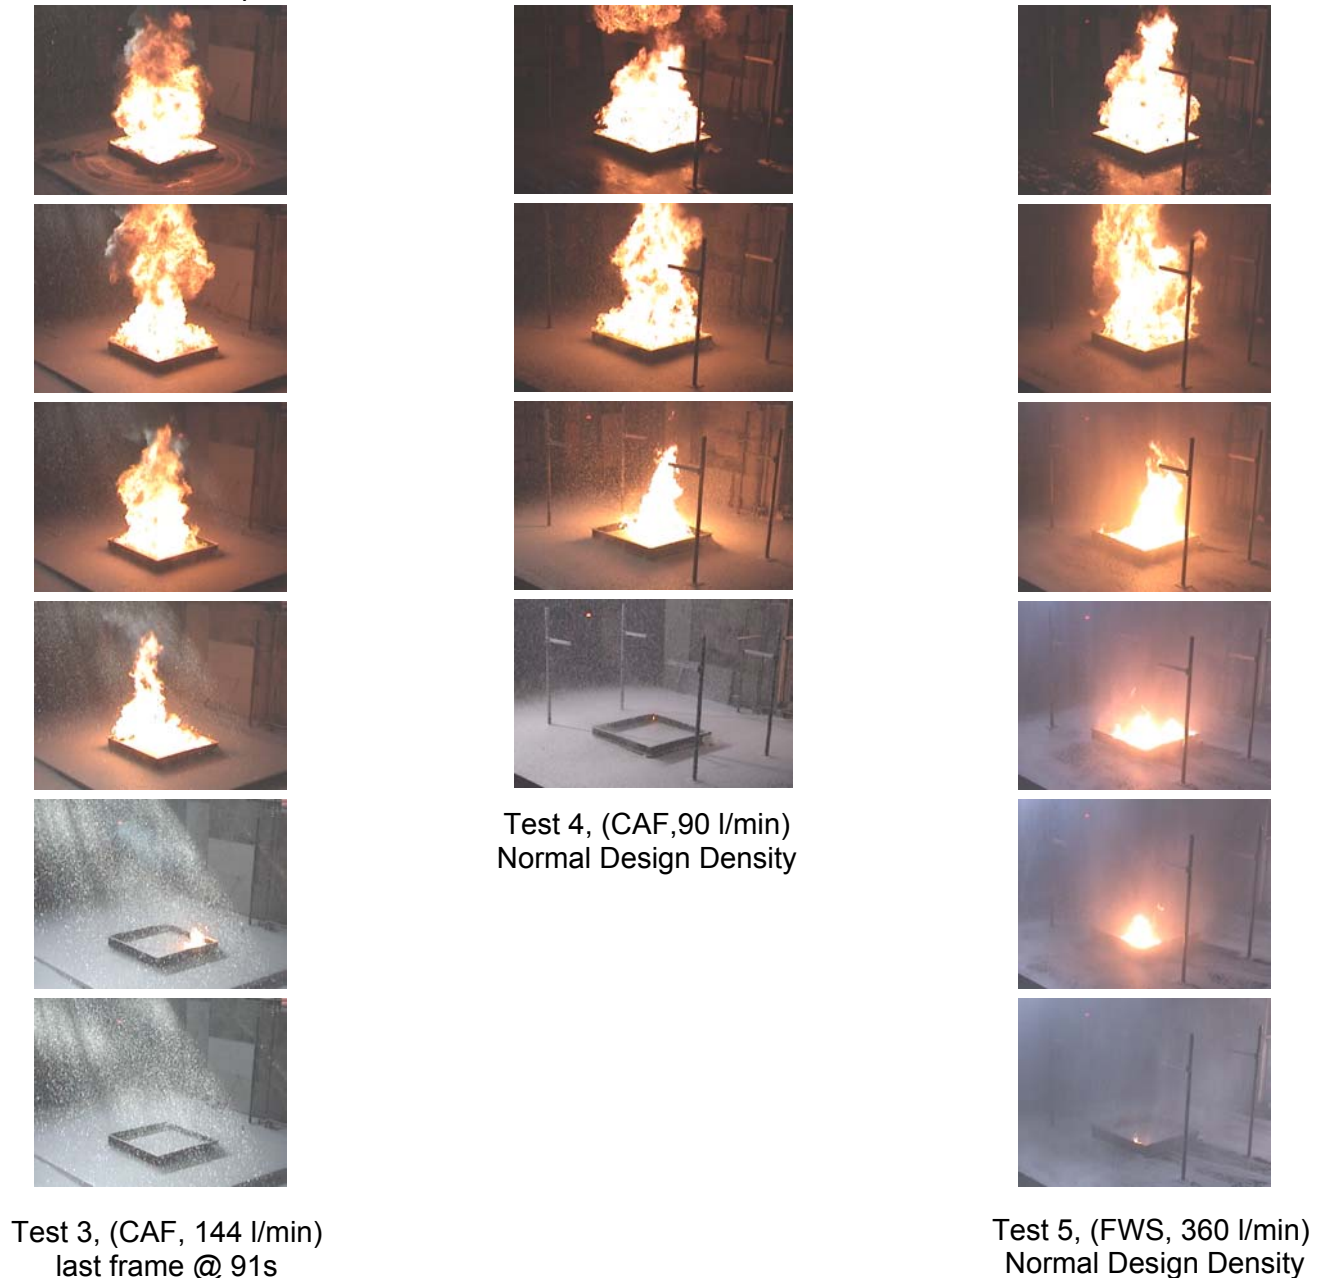 Test 4, (CAF,90 l/min)
Normal Design Density
Test 3, (CAF, 144 l/min)
last frame @ 91s
Test 5, (FWS, 360 l/min)
Normal Design Density